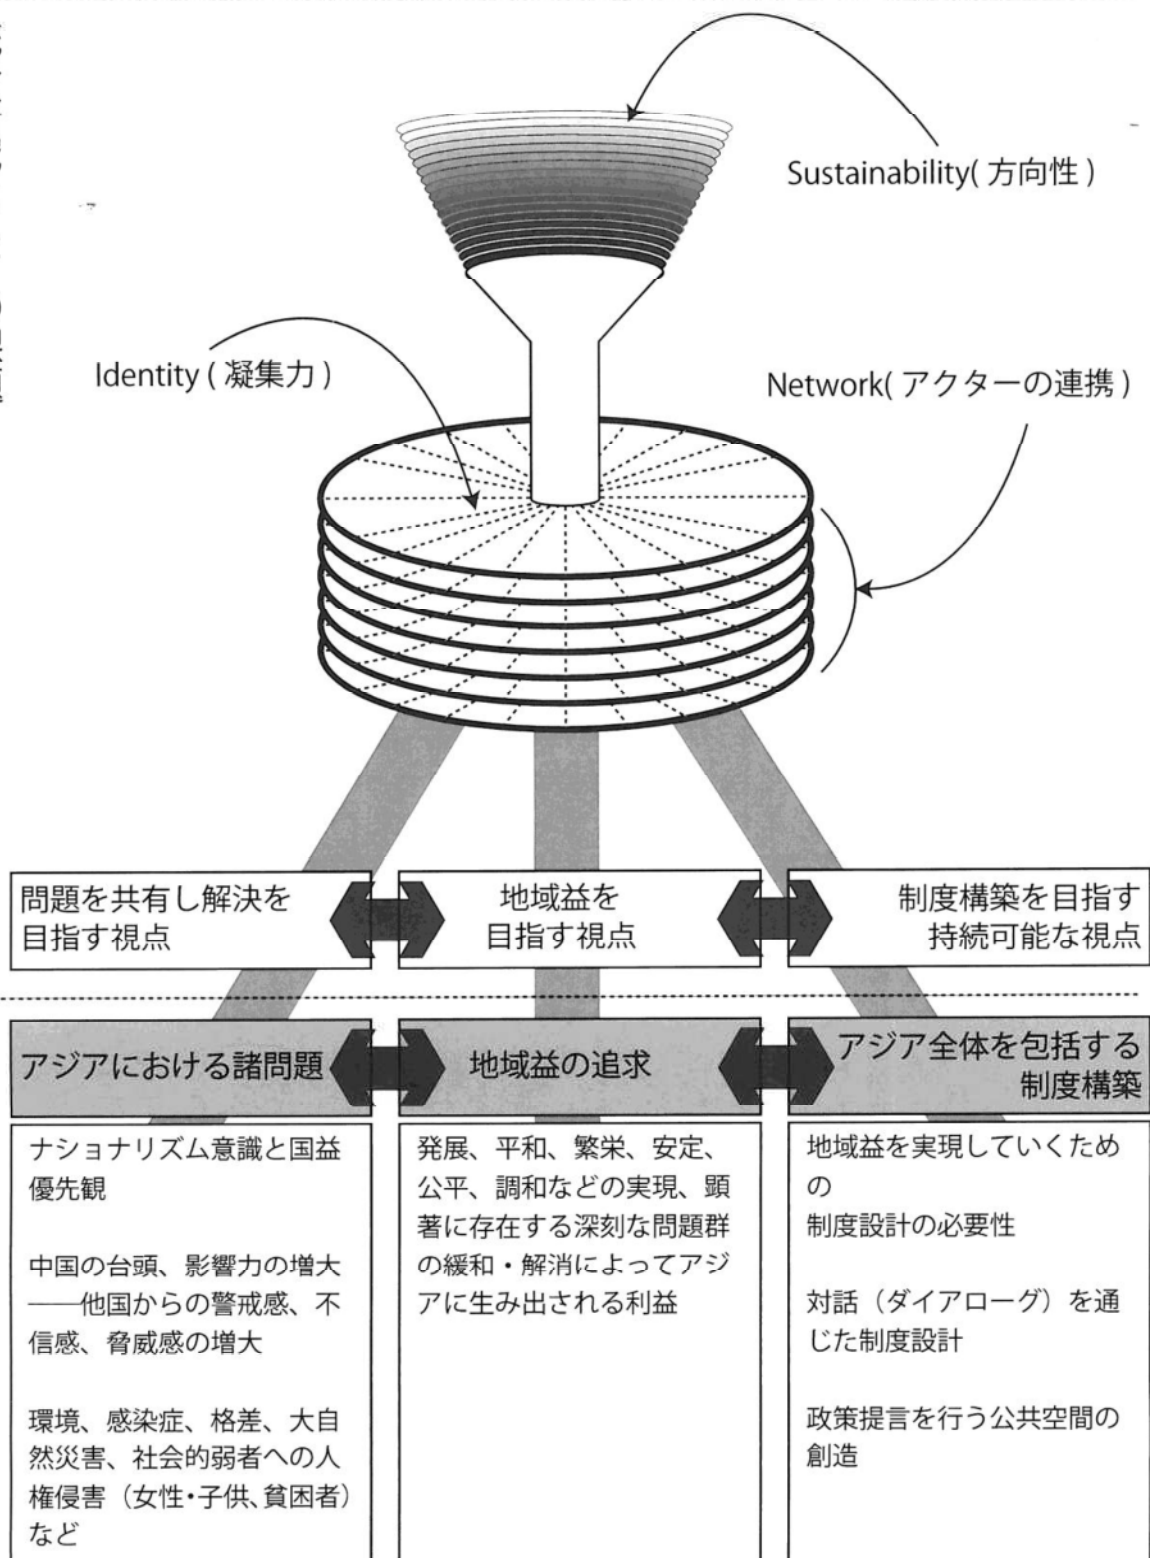 Sustainability( 方向性 )
Identity ( 凝集力 )
Network( アクターの連携 )
問題を共有し解決を
目指す視点
地域益を
目指す視点
制度構築を目指す
持続可能な視点
アジアにおける諸問題
地域益の追求
アジア全体を包括する
制度構築
ナショナリズム意識と国益
優先観
中国の台頭、影響力の増大
――他国からの警戒感、不
信感、脅威感の増大
環境、感染症、格差、大自
然災害、社会的弱者への人
権侵害（女性・子供、貧困者）
など
発展、平和、繁栄、安定、
公平、調和などの実現、顕
著に存在する深刻な問題群
の緩和・解消によってアジ
アに生み出される利益
地域益を実現していくため
の
制度設計の必要性
対話（ダイアローグ）を通
じた制度設計
政策提言を行う公共空間の
創造